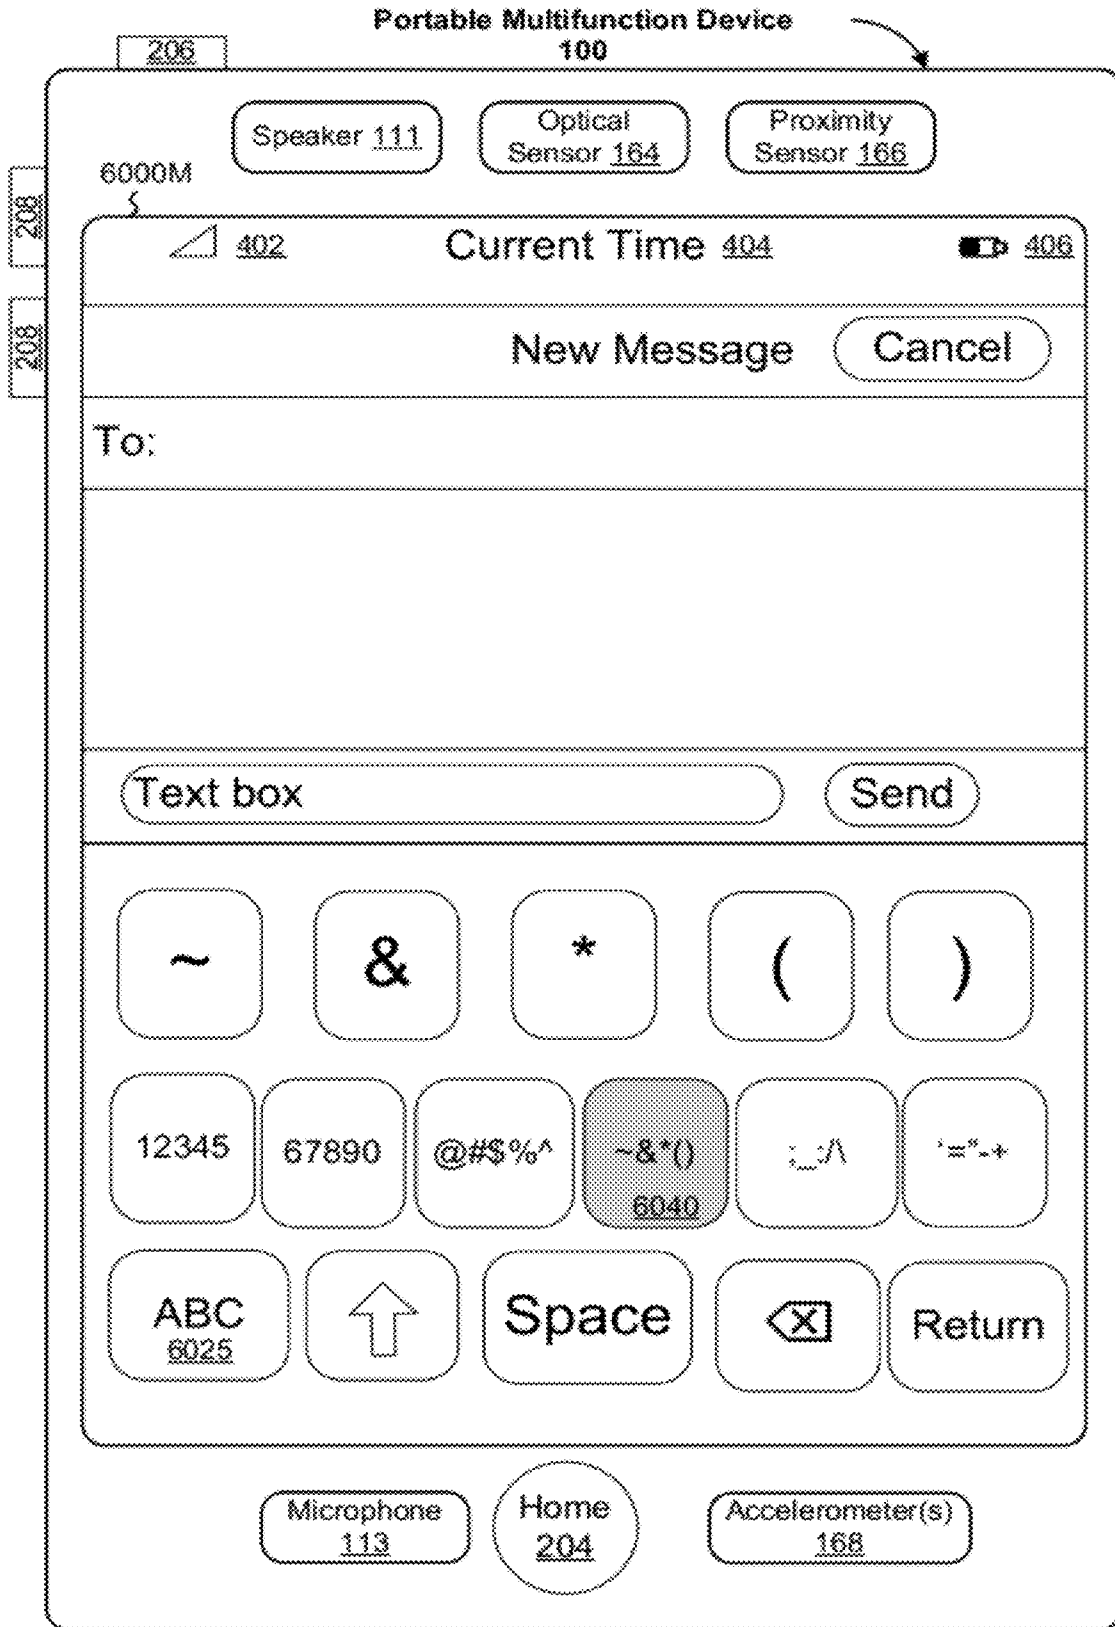 Portable Multifunction Device
100
206
Speaker 111
Optical
Sensor 164
Proximity
Sensor 166
6000M
208
208
402
Current Time 404
406
New Message
Cancel
To:
Text box
Send
~
&
*
(
)
12345
67890
@#$%^
~&*()
6040
;_:/\
‘=“-+
ABC
6025
Space
Return
Microphone
113
Home
204
Accelerometer(s)
168